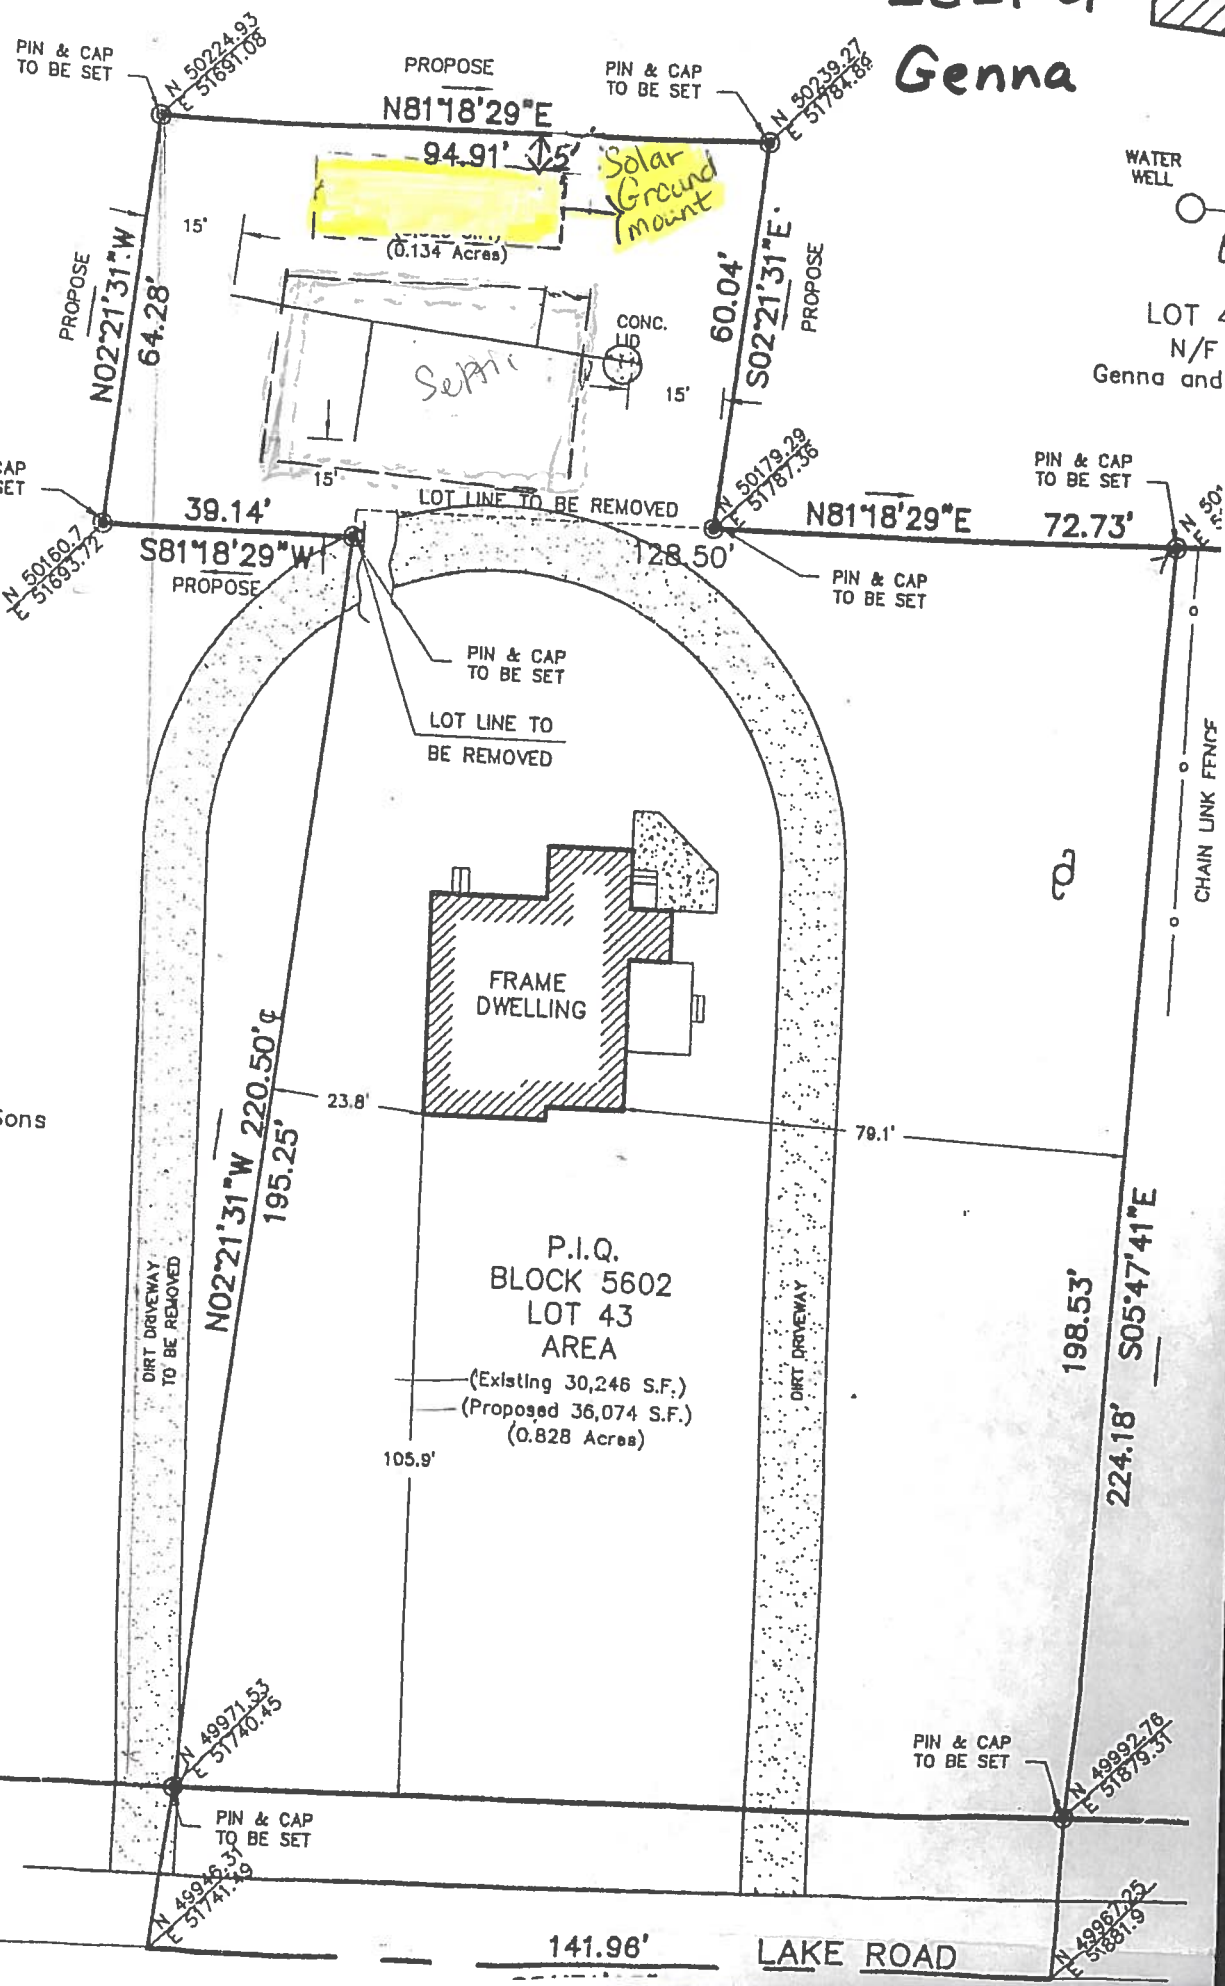 Genna
PIN & CAP
TO BE SET
N 50224.93
E 51691.08
PROPOSE
N81°18'29"E
94.91'
5'
PIN & CAP
TO BE SET
N 50239.27
E 51784.86
Solar
Ground
mount
WATER
WELL
15'
(0.134 Acres)
PROPOSE
N02°21'31"W
64.28'
60.04'
S02°21'31"E
PROPOSE
CONC.
LID
Septic
15'
15'
LOT
N/F
Genna and
CAP
SET
N 50160.7
E 51693.72
39.14'
S81°18'29"W
PROPOSE
LOT LINE TO BE REMOVED
128.50'
N 50179.29
E 51787.36
N81°18'29"E
72.73'
PIN & CAP
TO BE SET
PIN & CAP
TO BE SET
PIN & CAP
TO BE SET
LOT LINE TO
BE REMOVED
CHAIN LINK FENCE
FRAME
DWELLING
23.8'
79.1'
Sons
N02°21'31"W 220.50'
195.25'
P.I.Q.
BLOCK 5602
LOT 43
AREA
(Existing 30,246 S.F.)
(Proposed 36,074 S.F.)
(0.828 Acres)
105.9'
DIRT DRIVEWAY
TO BE REMOVED
DIRT DRIVEWAY
198.53'
S05°47'41"E
224.18'
N 49971.53
E 51740.45
PIN & CAP
TO BE SET
PIN & CAP
TO BE SET
N 49992.76
E 51879.31
N 49946.31
E 51741.49
141.96'
LAKE ROAD
N 49967.25
E 51881.9